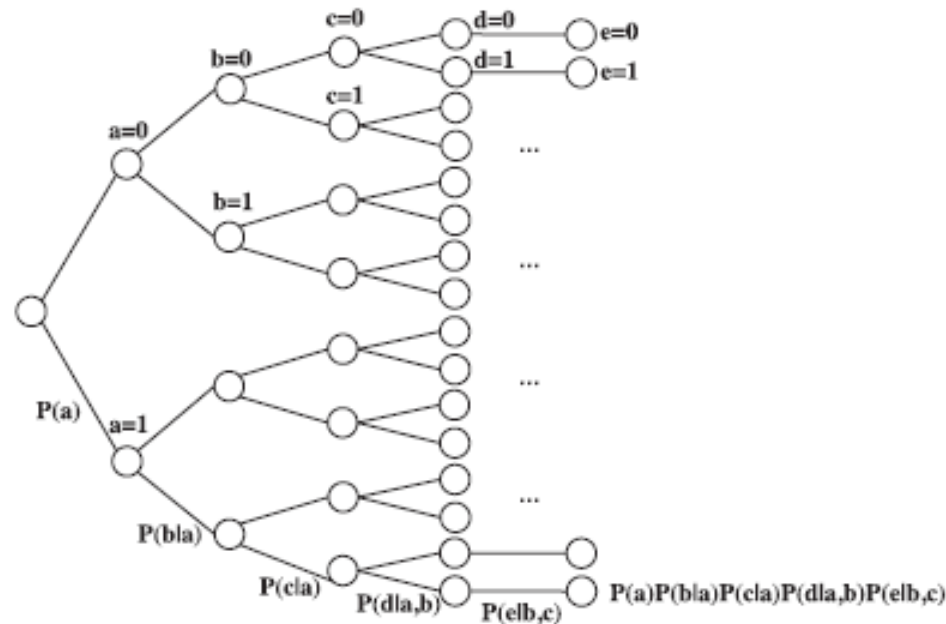 c=0
d=0
e=0
b=0
d=1
e=1
c=1
a=0
...
b=1
...
...
P(a)
a=1
...
P(b|a)
P(c|a)
P(d|a,b)
P(e|b,c)
P(a)P(b|a)P(c|a)P(d|a,b)P(e|b,c)